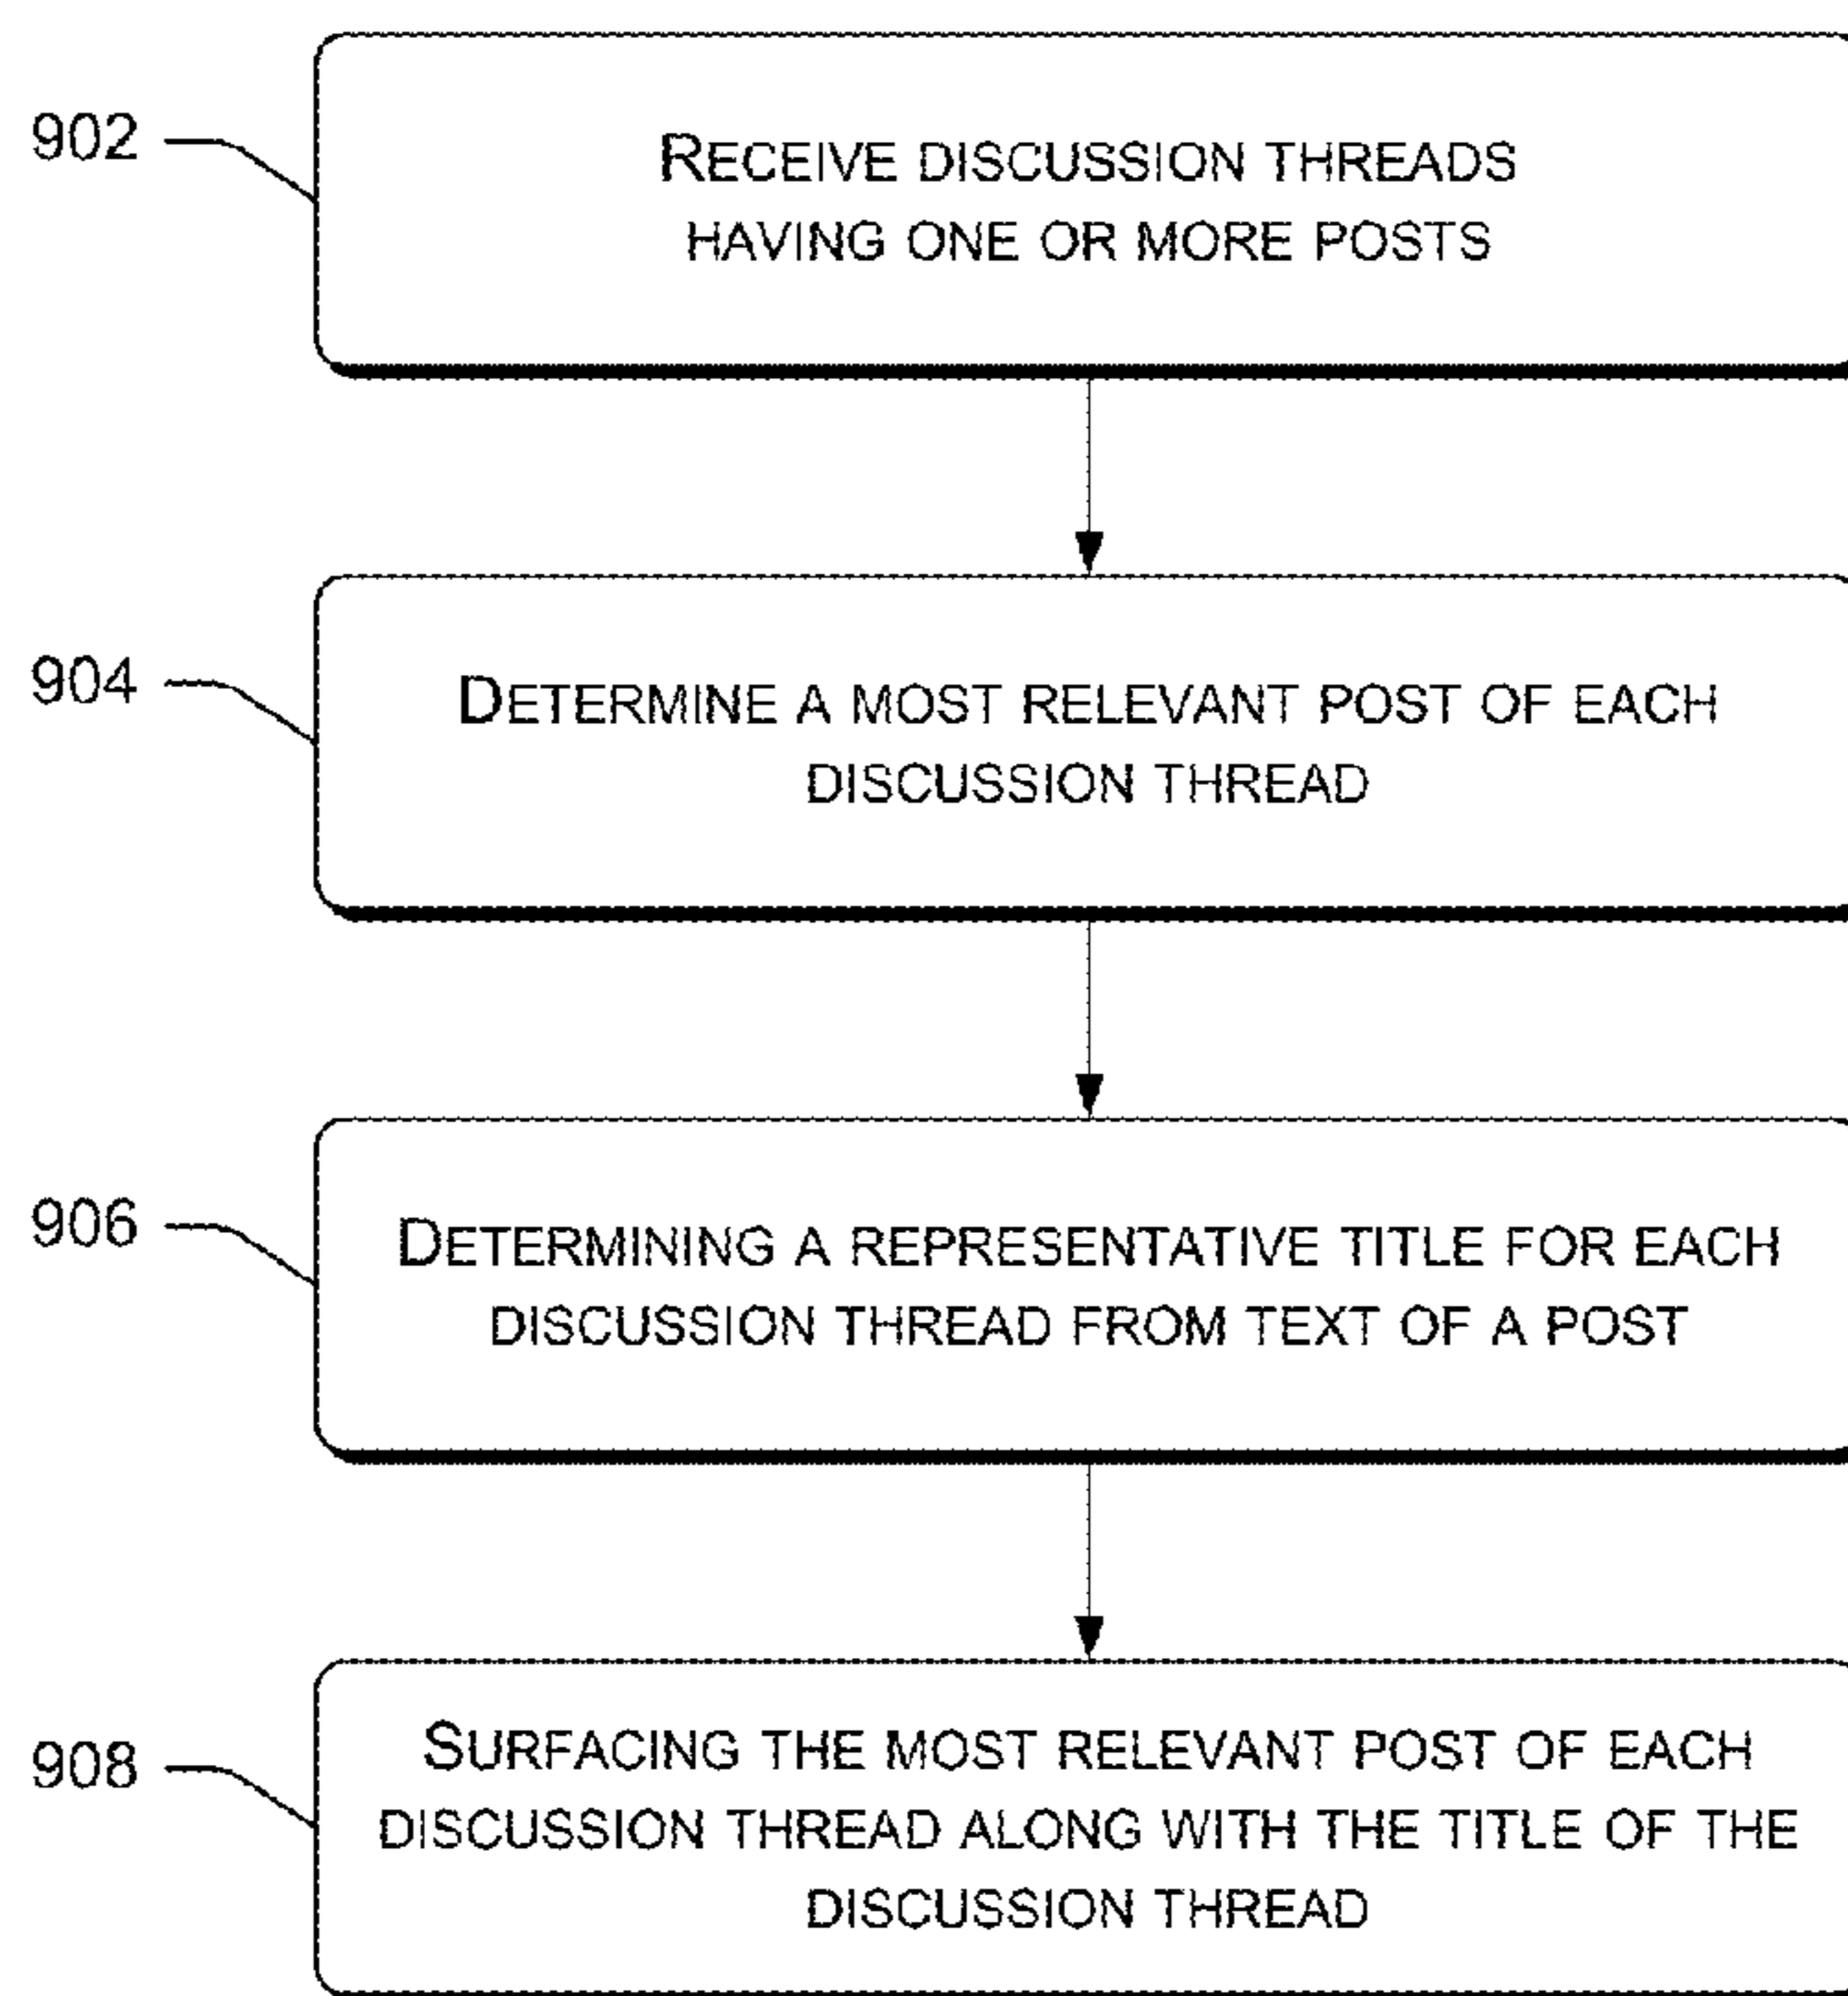 902
RECEIVE DISCUSSION THREADS
HAVING ONE OR MORE POSTS
904
DETERMINE A MOST RELEVANT POST OF EACH
DISCUSSION THREAD
906
DETERMINING A REPRESENTATIVE TITLE FOR EACH
DISCUSSION THREAD FROM TEXT OF A POST
908
SURFACING THE MOST RELEVANT POST OF EACH
DISCUSSION THREAD ALONG WITH THE TITLE OF THE
DISCUSSION THREAD